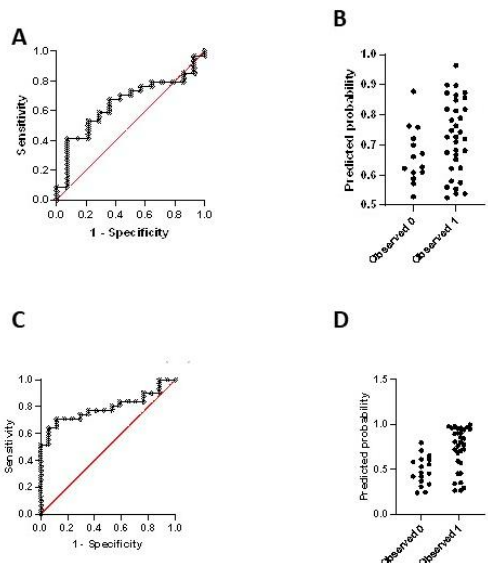 A
1.0
0.8
0.6
0.4
0.2
0.0
Sensitivity
0.0 0.2 0.4 0.6 0.8 1.0
1 - Specificity
B
1.0
0.9
0.8
0.7
0.6
0.5
Predicted probability
Observed 0
Observed 1
C
1.0
0.8
0.6
0.4
0.2
0.0
Sensitivity
0.0 0.2 0.4 0.6 0.8 1.0
1 - Specificity
D
1.5
1.0
0.5
0.0
Predicted probability
Observed 0
Observed 1